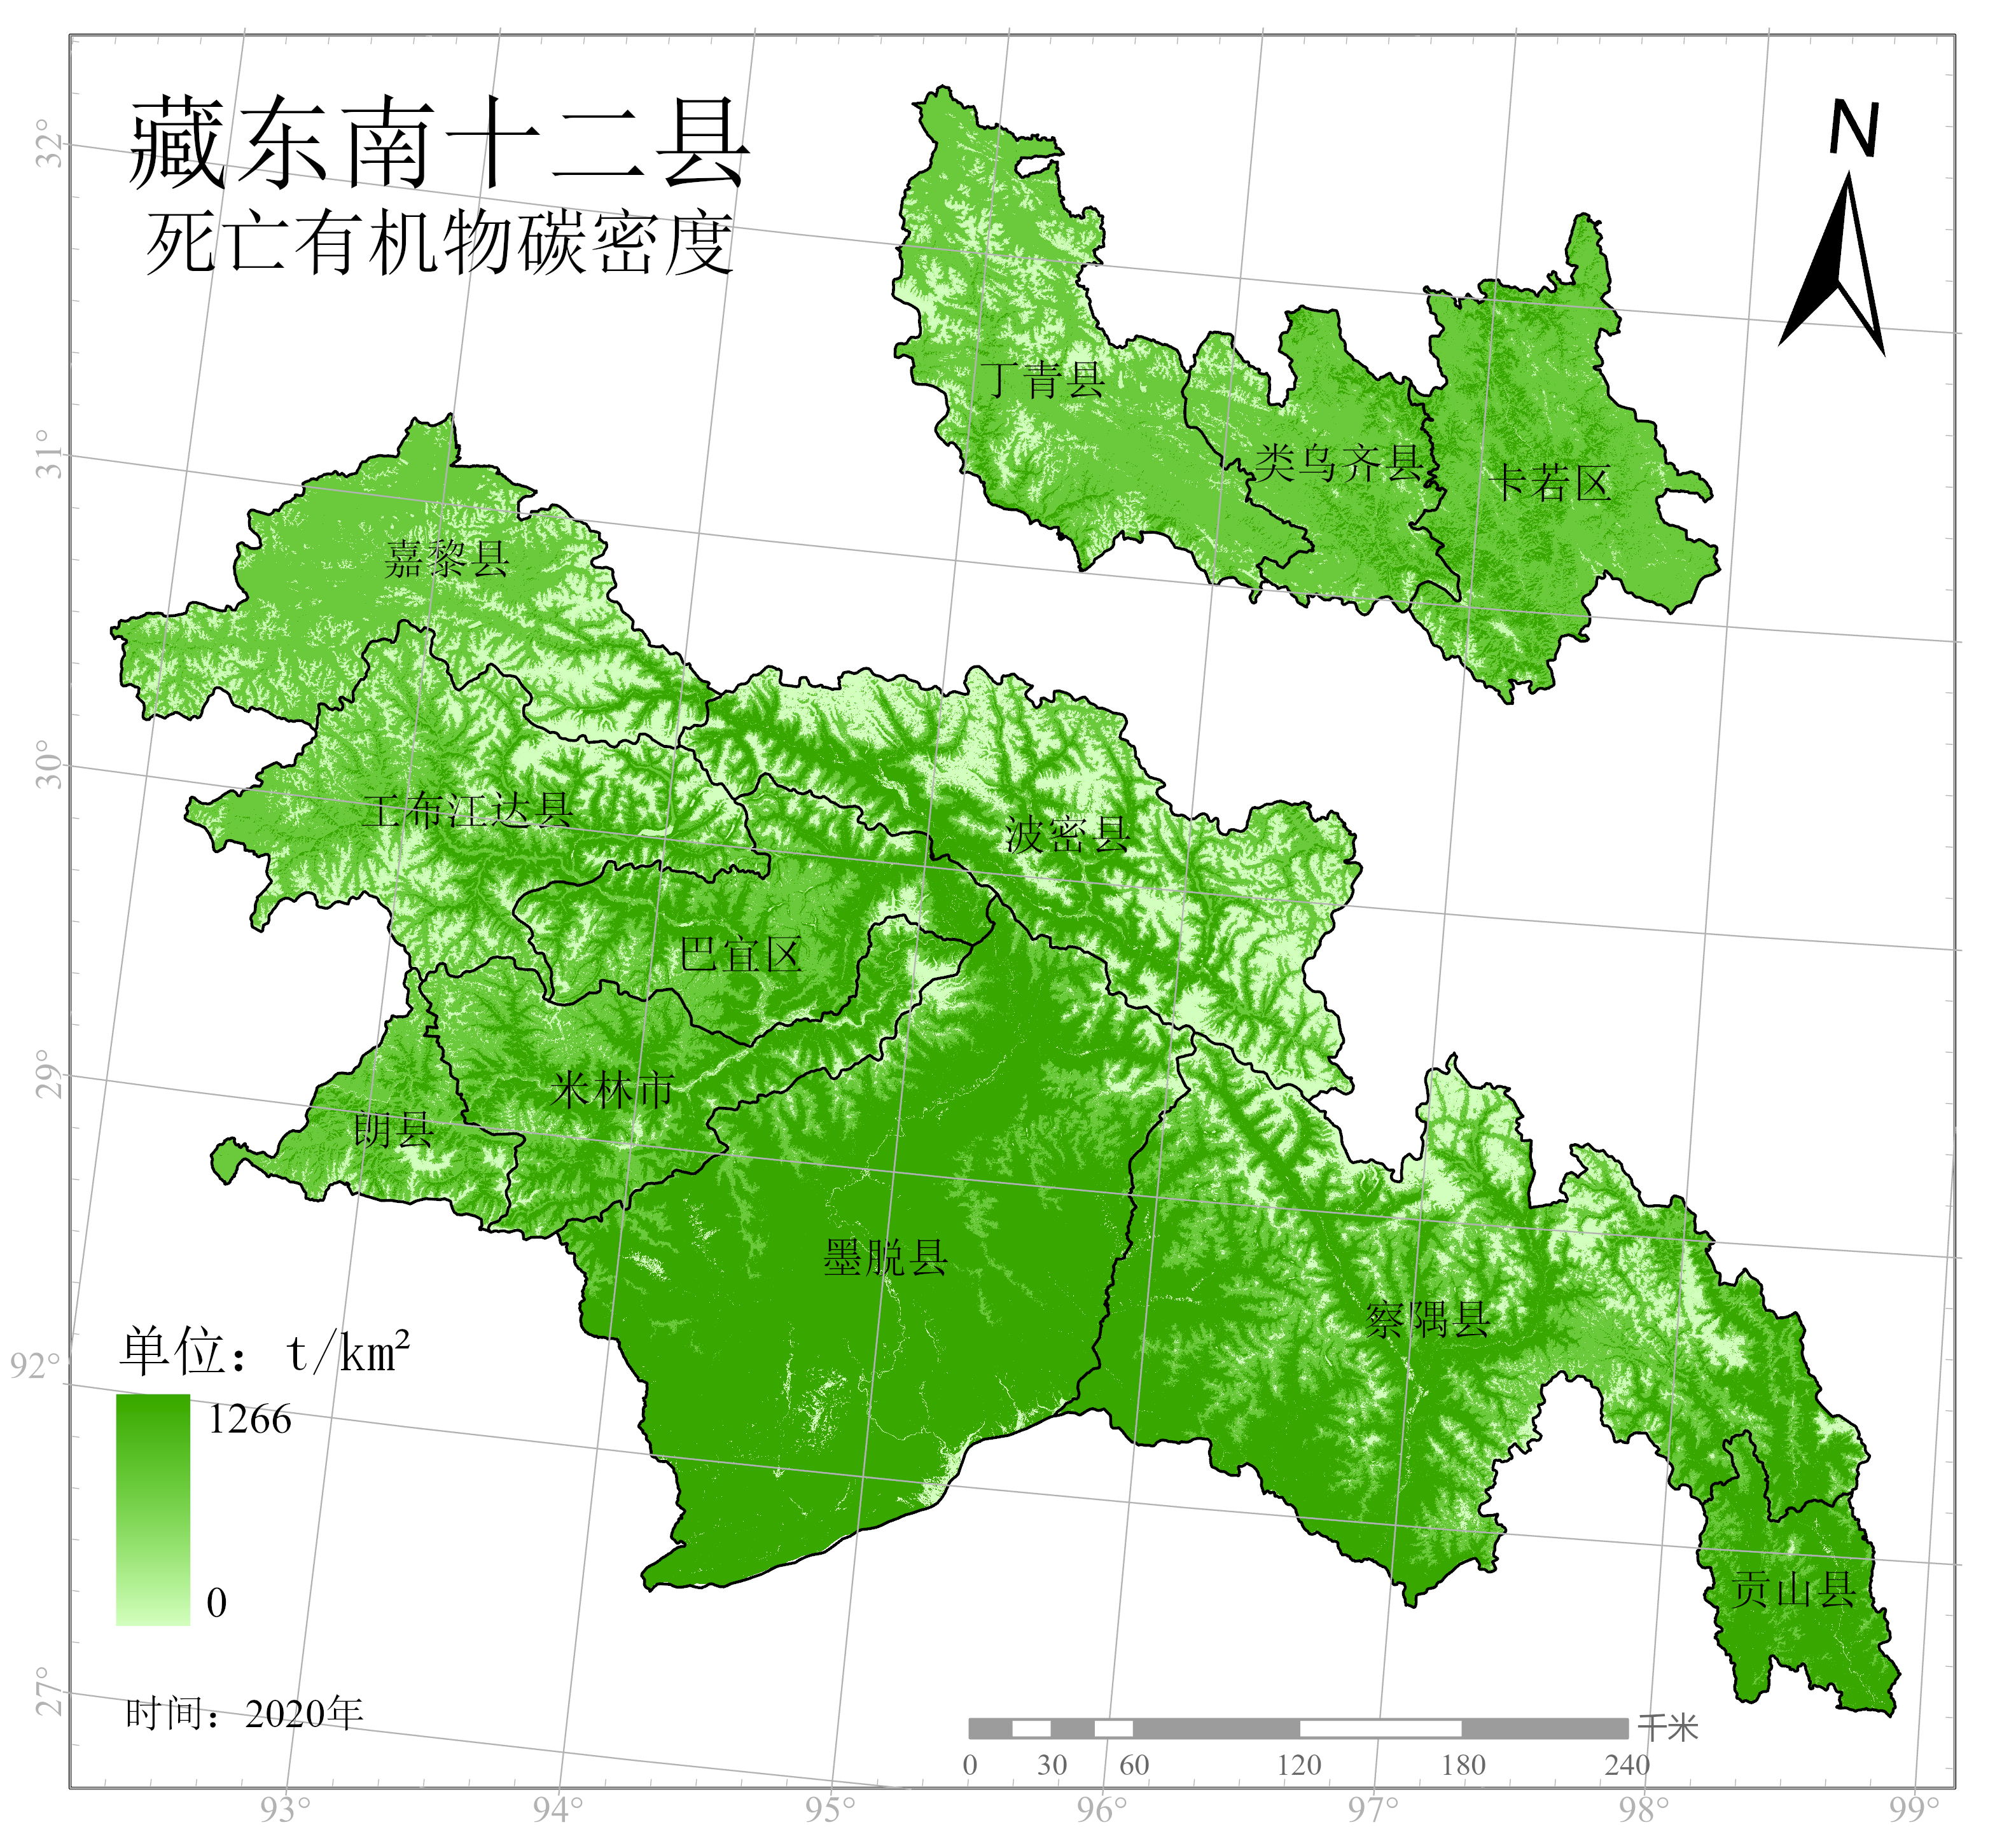 藏东南十二县
死亡有机物碳密度
N
32°
31°
30°
29°
92°
27°
丁青县
类乌齐县
卡若区
嘉黎县
工布江达县
波密县
巴宜区
米林市
朗县
墨脱县
察隅县
贡山县
单位：t/km²
1266
0
时间：2020年
千米
0 30 60 120 180 240
93° 94° 95° 96° 97° 98° 99°